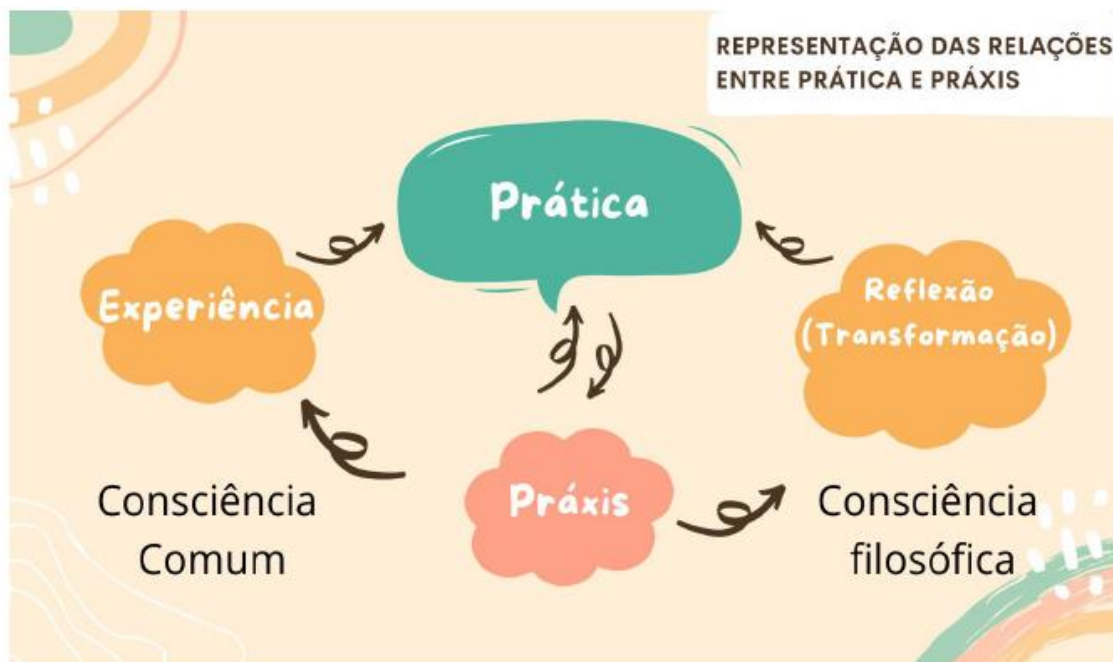 REPRESENTAÇÃO DAS RELAÇÕES
ENTRE PRÁTICA E PRÁXIS
Prática
Experiência
Reflexão
(Transformação)
Práxis
Consciência
Comum
Consciência
filosófica